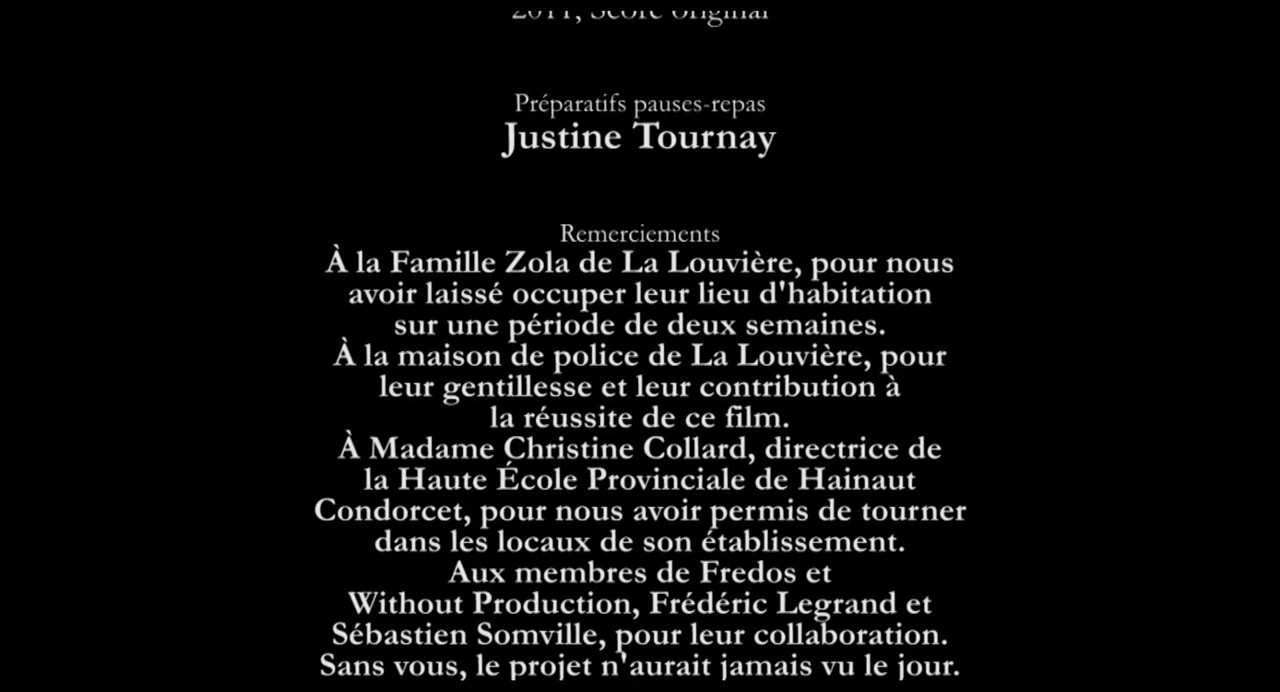 2011, Score original
Préparatifs pauses-repas
Justine Tournay
Remerciements
À la Famille Zola de La Louvière, pour nous
avoir laissé occuper leur lieu d'habitation
sur une période de deux semaines.
À la maison de police de La Louvière, pour
leur gentillesse et leur contribution à
la réussite de ce film.
À Madame Christine Collard, directrice de
la Haute École Provinciale de Hainaut
Condorcet, pour nous avoir permis de tourner
dans les locaux de son établissement.
Aux membres de Fredos et
Without Production, Frédéric Legrand et
Sébastien Somville, pour leur collaboration.
Sans vous, le projet n'aurait jamais vu le jour.